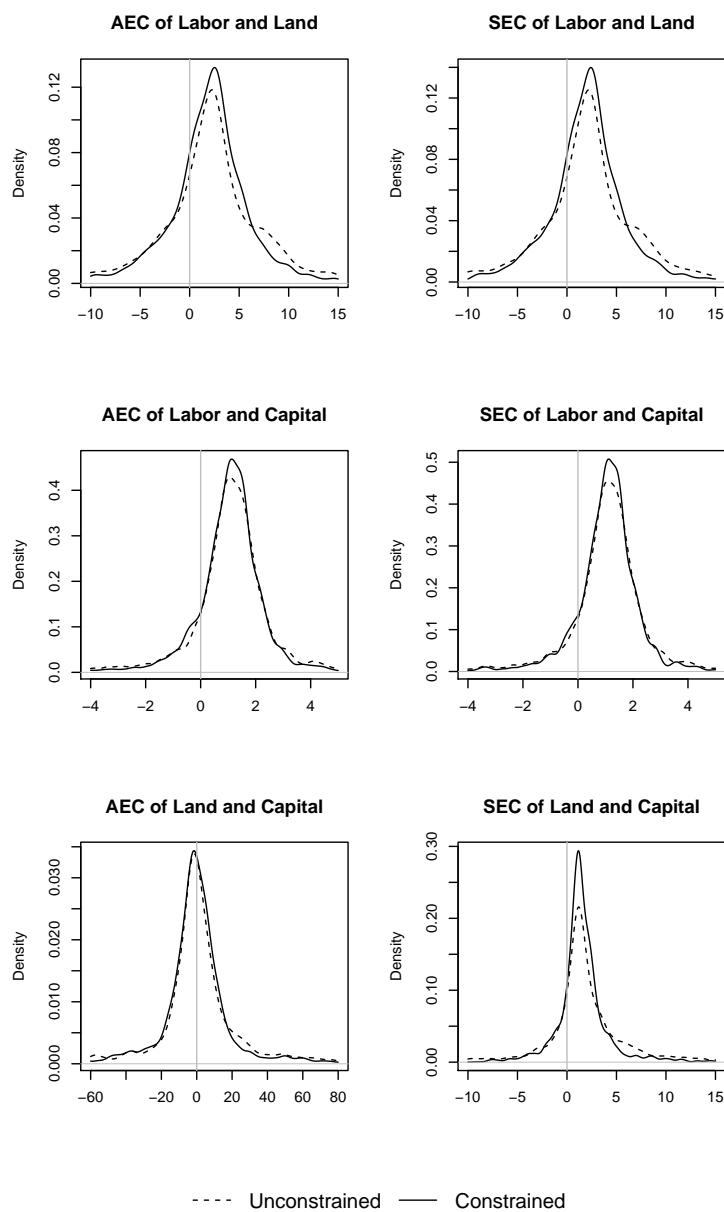 AEC of Labor and Land
SEC of Labor and Land
Density
0.00 0.04 0.08 0.12
−10 −5 0 5 10 15
Density
0.00 0.04 0.08 0.12
−10 −5 0 5 10 15
AEC of Labor and Capital
SEC of Labor and Capital
Density
0.0 0.1 0.2 0.3 0.4
−4 −2 0 2 4
Density
0.0 0.1 0.2 0.3 0.4 0.5
−4 −2 0 2 4
AEC of Land and Capital
SEC of Land and Capital
Density
0.000 0.010 0.020 0.030
−60 −20 0 20 40 60 80
Density
0.00 0.10 0.20 0.30
−10 −5 0 5 10 15
Unconstrained Constrained